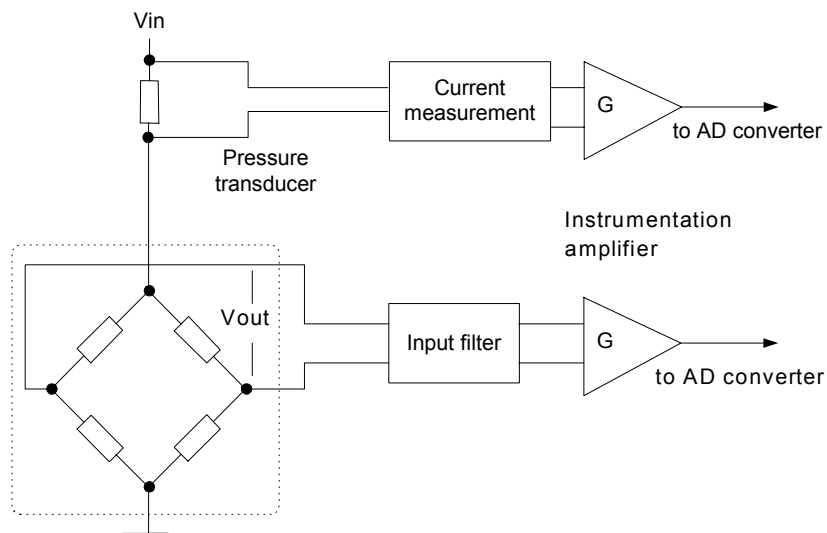 Vin
Current
measurement
G
to AD converter
Pressure
transducer
Instrumentation
amplifier
Vout
Input filter
G
to AD converter